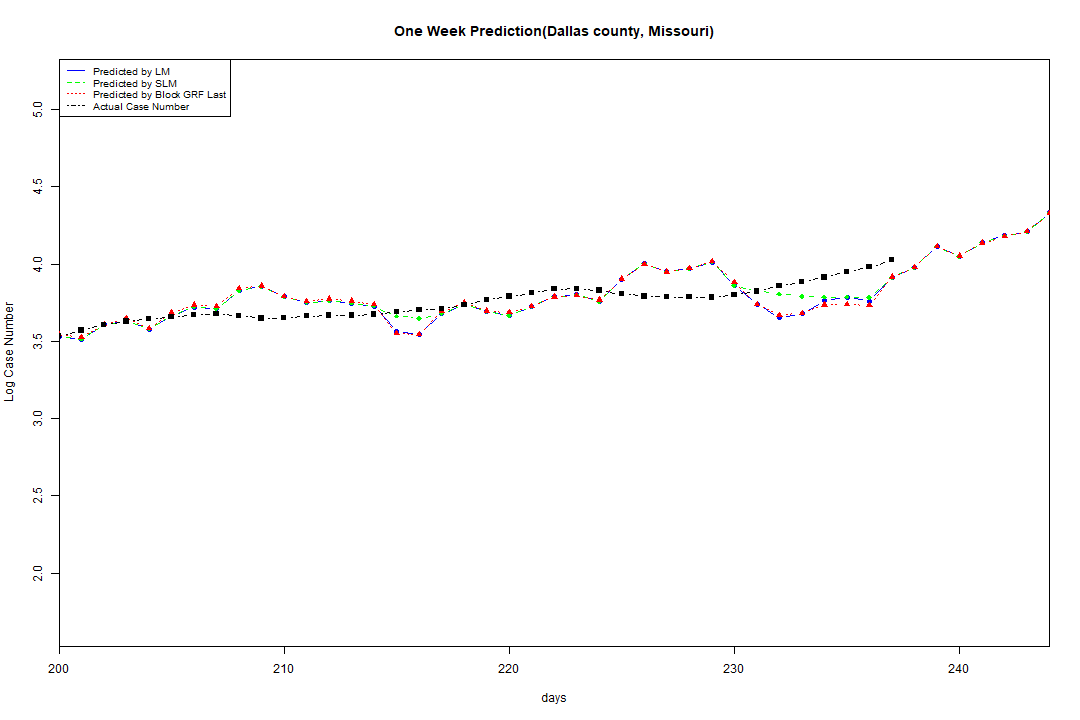 One Week Prediction(Dallas county, Missouri)
Predicted by LM
Predicted by SLM
Predicted by Block GRF Last
Actual Case Number
5.0
4.5
4.0
3.5
3.0
2.5
2.0
Log Case Number
200 210 220 230 240
days